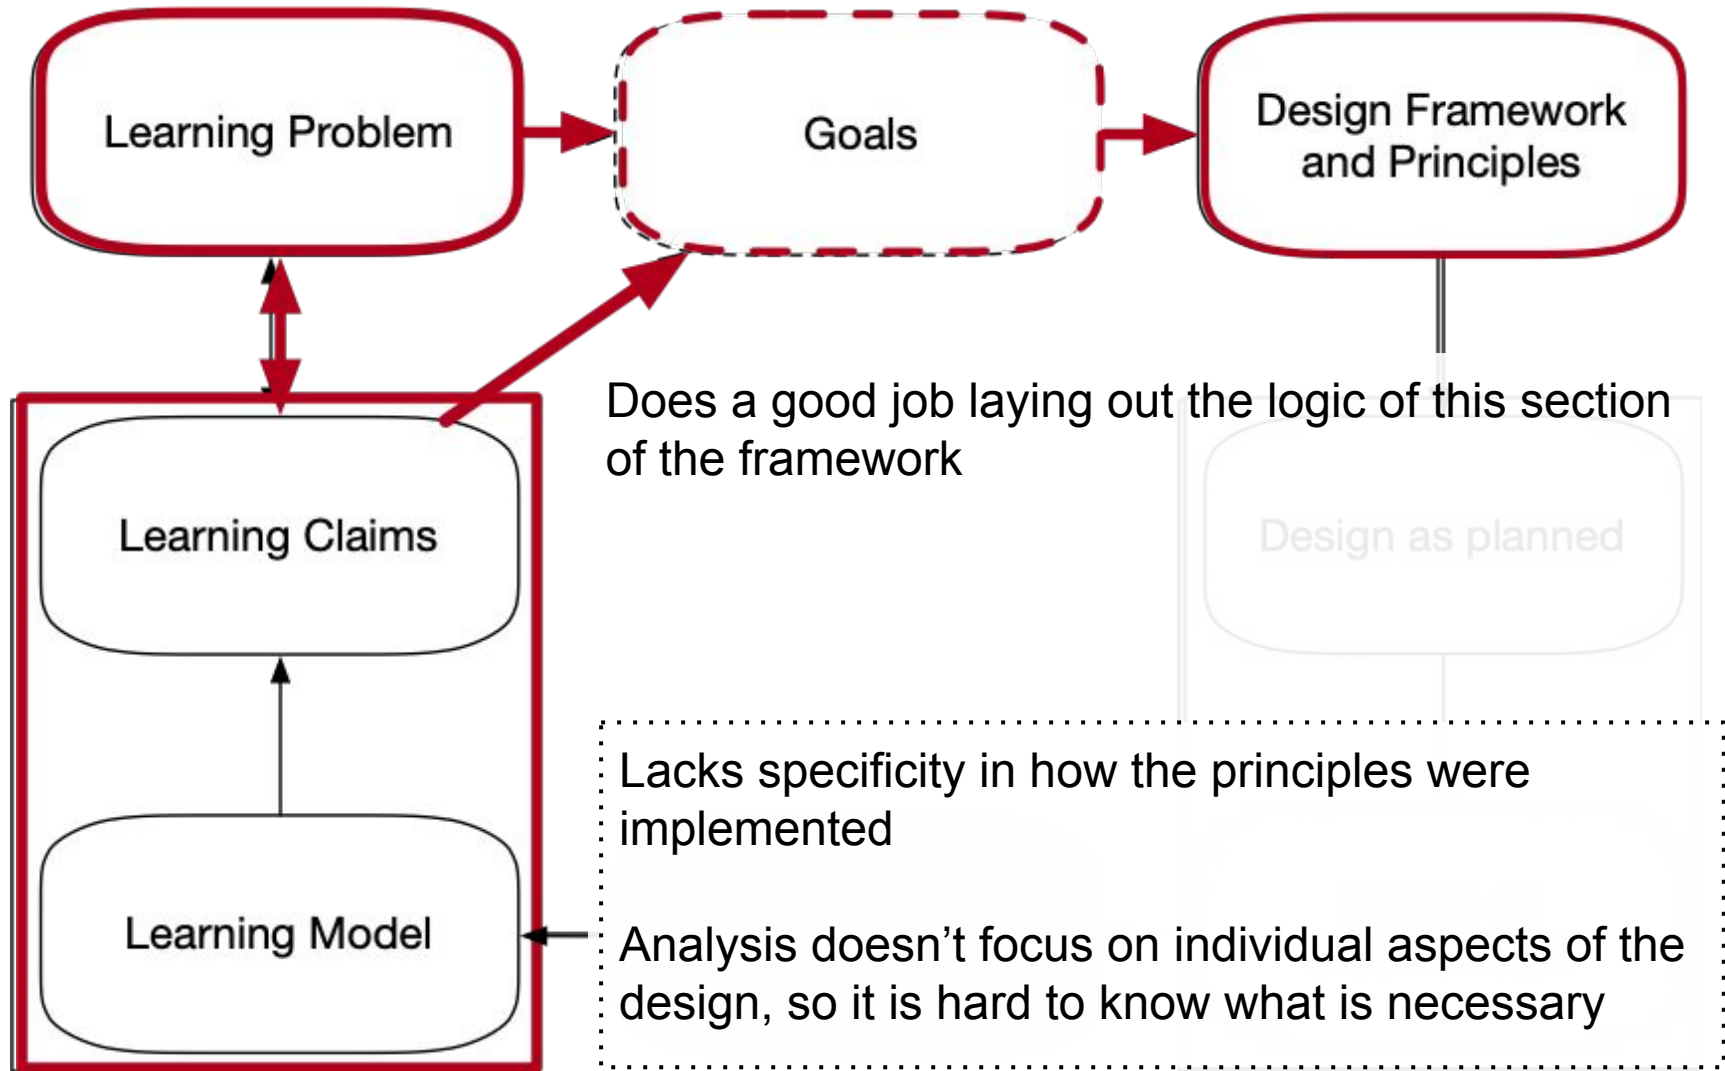 Learning Problem
Goals
Design Framework
and Principles
Does a good job laying out the logic of this section
of the framework
Learning Claims
Design as planned
Lacks specificity in how the principles were
implemented
Learning Model
Analysis doesn’t focus on individual aspects of the
design, so it is hard to know what is necessary